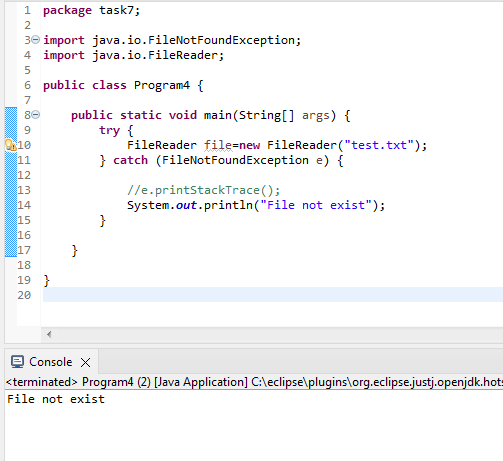 1 package task7;
2
3 import java.io.FileNotFoundException;
4 import java.io.FileReader;
5
6 public class Program4 {
7
8 public static void main(String[] args) {
9 try {
10 FileReader file=new FileReader("test.txt");
11 } catch (FileNotFoundException e) {
12
13 //e.printStackTrace();
14 System.out.println("File not exist");
15 }
16
17 }
18
19 }
20
Console
<terminated> Program4 (2) [Java Application] C:\eclipse\plugins\org.eclipse.justj.openjdk.hots
File not exist